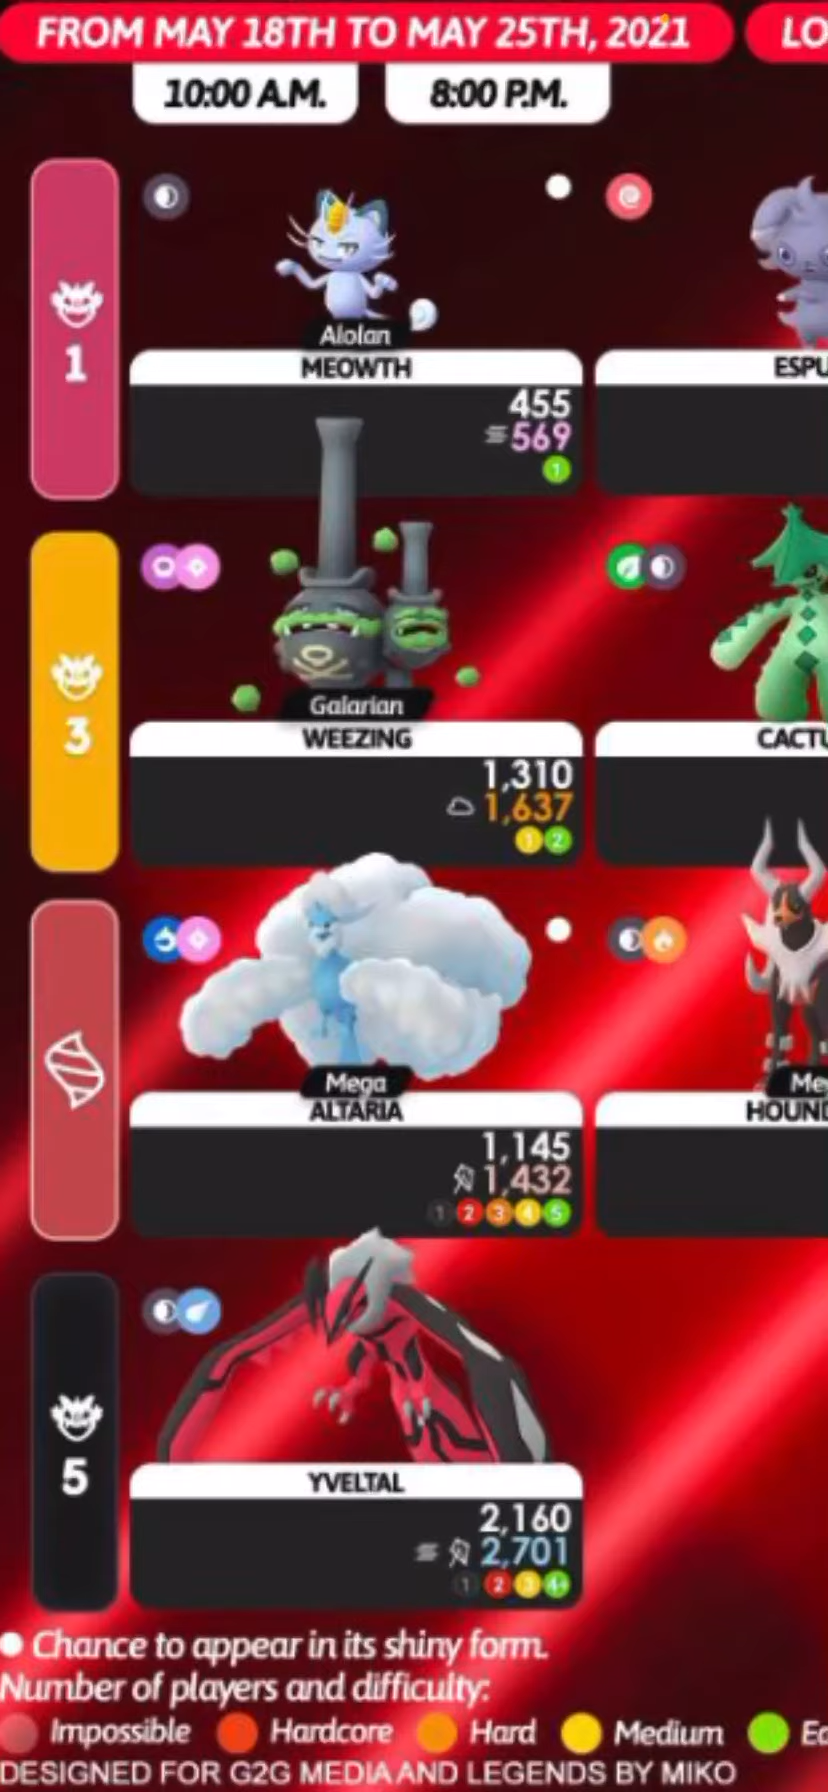 FROM MAY 18TH TO MAY 25TH, 2021
LO
10:00 A.M.
8:00 P.M.
1
Alolan
MEOWTH
ESPU
455
569
1
3
Galarian
WEEZING
CACTU
1,310
1,637
1 2
Mega
Me
ALTARIA
HOUND
1,145
1,432
1 2 3 4 5
5
YVELTAL
2,160
2,701
1 2 3 4+
Chance to appear in its shiny form.
Number of players and difficulty:
Impossible Hardcore Hard Medium Ea
DESIGNED FOR G2G MEDIA AND LEGENDS BY MIKO